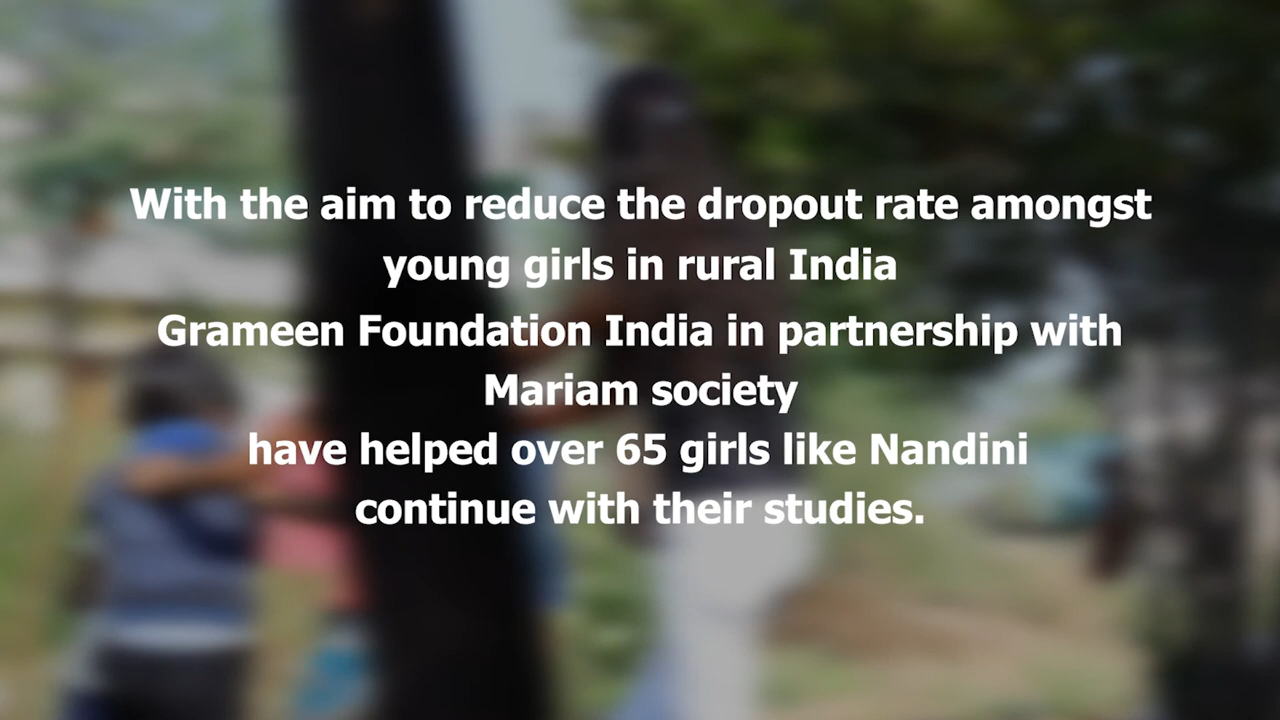 With the aim to reduce the dropout rate amongst
young girls in rural India
Grameen Foundation India in partnership with
Mariam society
have helped over 65 girls like Nandini
continue with their studies.